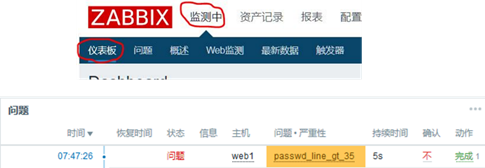 ZABBIX 监测中 资产记录 报表 配置
仪表板 问题 概述 Web监测 最新数据 触发器
Dashboard
问题
时间▼ 恢复时间 状态 信息 主机 问题·严重性 持续时间 确认 动作
07:47:26 问题 web1 passwd_line_gt_35 5s 不 完成 1